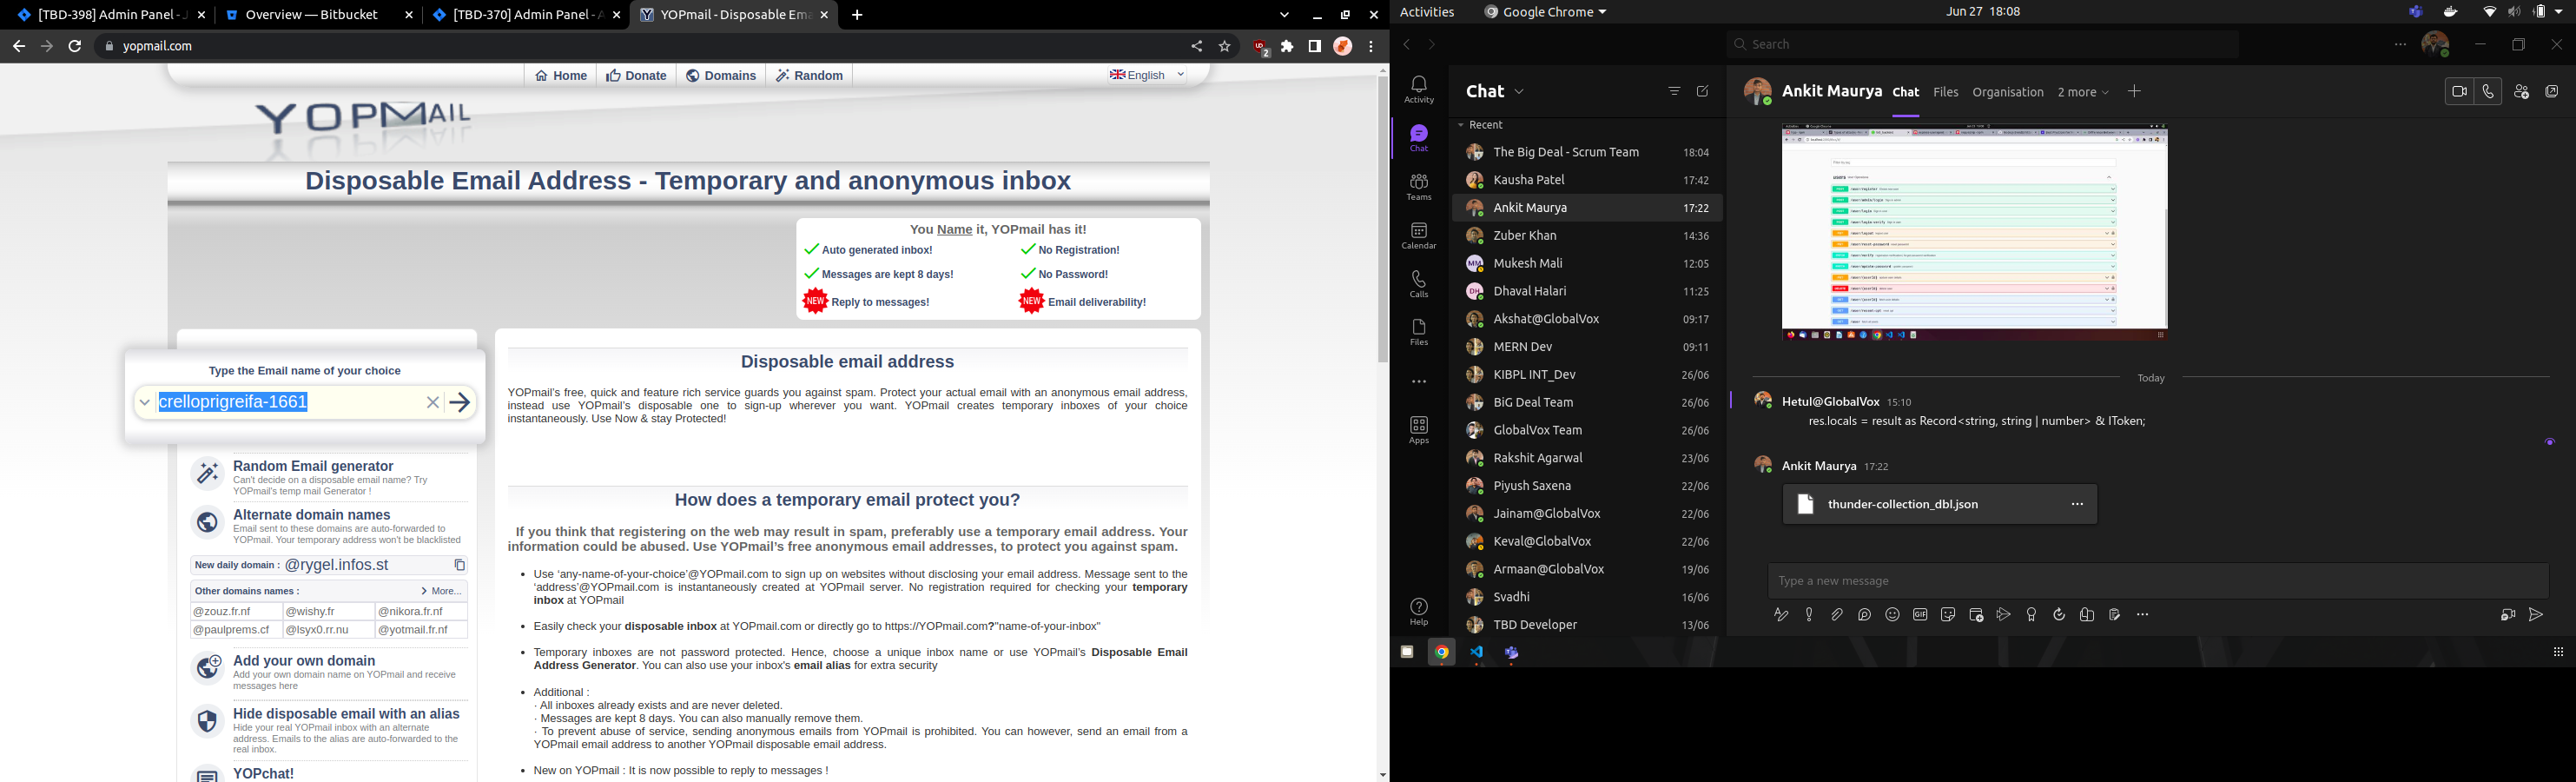 [TBD-398] Admin Panel - J
Overview — Bitbucket
[TBD-370] Admin Panel - A
YOPmail - Disposable Ema
yopmail.com
2
Home
Donate
Domains
Random
English
YOPMAIL
Disposable Email Address - Temporary and anonymous inbox
You Name it, YOPmail has it!
Auto generated inbox!
No Registration!
Messages are kept 8 days!
No Password!
NEW Reply to messages!
NEW Email deliverability!
Type the Email name of your choice
crelloprigreifa-1661
Random Email generator
Can't decide on a disposable email name? Try
YOPmail's temp mail Generator !
Alternate domain names
Email sent to these domains are auto-forwarded to
YOPmail. Your temporary address won't be blacklisted
New daily domain : @rygel.infos.st
Other domains names :
More...
@zouz.fr.nf
@wishy.fr
@nikora.fr.nf
@paulprems.cf
@lsyx0.rr.nu
@yotmail.fr.nf
Add your own domain
Add your own domain name on YOPmail and receive
messages here
Hide disposable email with an alias
Hide your real YOPmail inbox with an alternate
address. Emails to the alias are auto-forwarded to the
real inbox.
YOPchat!
Disposable email address
YOPmail's free, quick and feature rich service guards you against spam. Protect your actual email with an anonymous email address,
instead use YOPmail's disposable one to sign-up wherever you want. YOPmail creates temporary inboxes of your choice
instantaneously. Use Now & stay Protected!
How does a temporary email protect you?
If you think that registering on the web may result in spam, preferably use a temporary email address. Your
information could be abused. Use YOPmail's free anonymous email addresses, to protect you against spam.
• Use 'any-name-of-your-choice'@YOPmail.com to sign up on websites without disclosing your email address. Message sent to the
'address'@YOPmail.com is instantaneously created at YOPmail server. No registration required for checking your temporary
inbox at YOPmail
• Easily check your disposable inbox at YOPmail.com or directly go to https://YOPmail.com?"name-of-your-inbox"
• Temporary inboxes are not password protected. Hence, choose a unique inbox name or use YOPmail's Disposable Email
Address Generator. You can also use your inbox's email alias for extra security
• Additional :
· All inboxes already exists and are never deleted.
· Messages are kept 8 days. You can also manually remove them.
· To prevent abuse of service, sending anonymous emails from YOPmail is prohibited. You can however, send an email from a
YOPmail email address to another YOPmail disposable email address.
• New on YOPmail : It is now possible to reply to messages !
Activities
Google Chrome
Jun 27 18:08
Search
Activity
Chat
Teams
Calendar
Calls
Files
Apps
Help
Chat
Recent
The Big Deal - Scrum Team 18:04
Kausha Patel 17:42
Ankit Maurya 17:22
Zuber Khan 14:36
MM Mukesh Mali 12:05
DH Dhaval Halari 11:25
Akshat@GlobalVox 09:17
MERN Dev 09:11
KIBPL INT_Dev 26/06
BiG Deal Team 26/06
GlobalVox Team 26/06
Rakshit Agarwal 23/06
Piyush Saxena 22/06
Jainam@GlobalVox 22/06
Keval@GlobalVox 22/06
Armaan@GlobalVox 19/06
Svadhi 16/06
TBD Developer 13/06
Ankit Maurya
Chat
Files
Organisation
2 more
Today
Hetul@GlobalVox 15:10
res.locals = result as Record<string, string | number> & IToken;
Ankit Maurya 17:22
thunder-collection_dbl.json
Type a new message
GIF